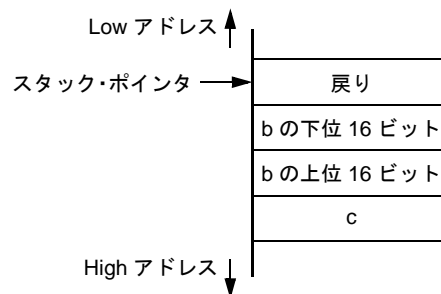 Low アドレス
スタック・ポインタ
戻り
b の下位 16 ビット
b の上位 16 ビット
c
High アドレス